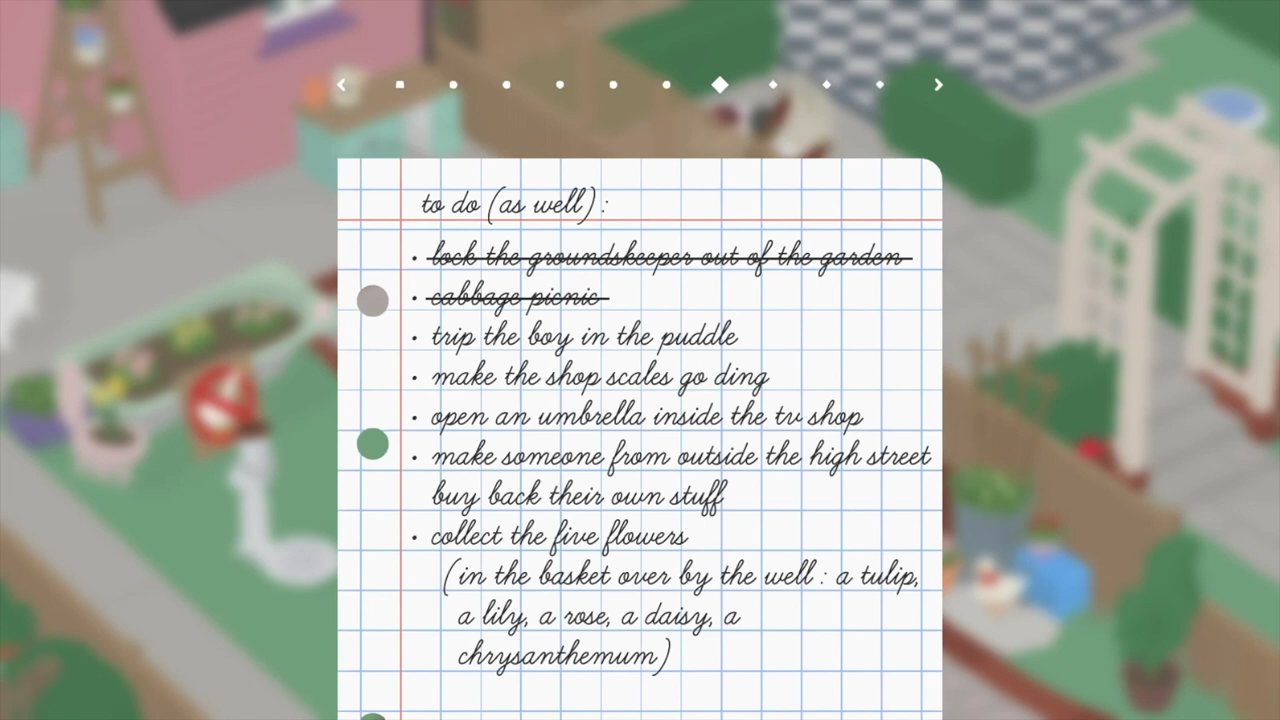 to do (as well) :
• lock the groundskeeper out of the garden
• cabbage picnic
• trip the boy in the puddle
• make the shop scales go ding
• open an umbrella inside the tv shop
• make someone from outside the high street
buy back their own stuff
• collect the five flowers
(in the basket over by the well : a tulip,
a lily, a rose, a daisy, a
chrysanthemum)